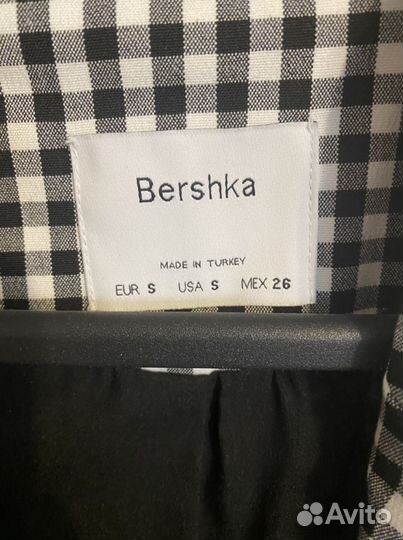 Bershka
MADE IN TURKEY
EUR S USA S MEX 26
Avito